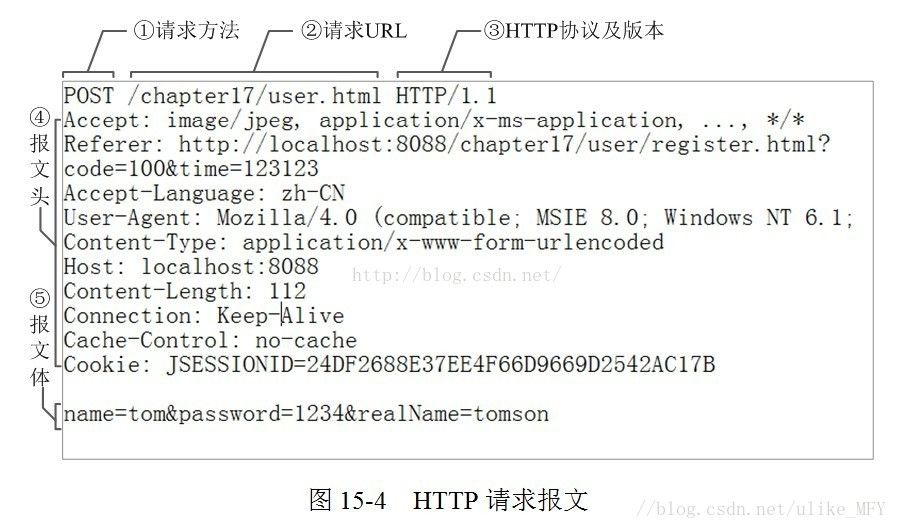 ①请求方法 ②请求URL ③HTTP协议及版本
POST /chapter17/user.html HTTP/1.1
④报文头
Accept: image/jpeg, application/x-ms-application, ..., */*
Referer: http://localhost:8088/chapter17/user/register.html?
code=100&time=123123
Accept-Language: zh-CN
User-Agent: Mozilla/4.0 (compatible; MSIE 8.0; Windows NT 6.1;
Content-Type: application/x-www-form-urlencoded
Host: localhost:8088
http://blog.csdn.net/
Content-Length: 112
Connection: Keep-Alive
Cache-Control: no-cache
Cookie: JSESSIONID=24DF2688E37EE4F66D9669D2542AC17B
⑤报文体
name=tom&password=1234&realName=tomson
图 15-4 HTTP 请求报文
//blog.csdn.net/ulike_MFY